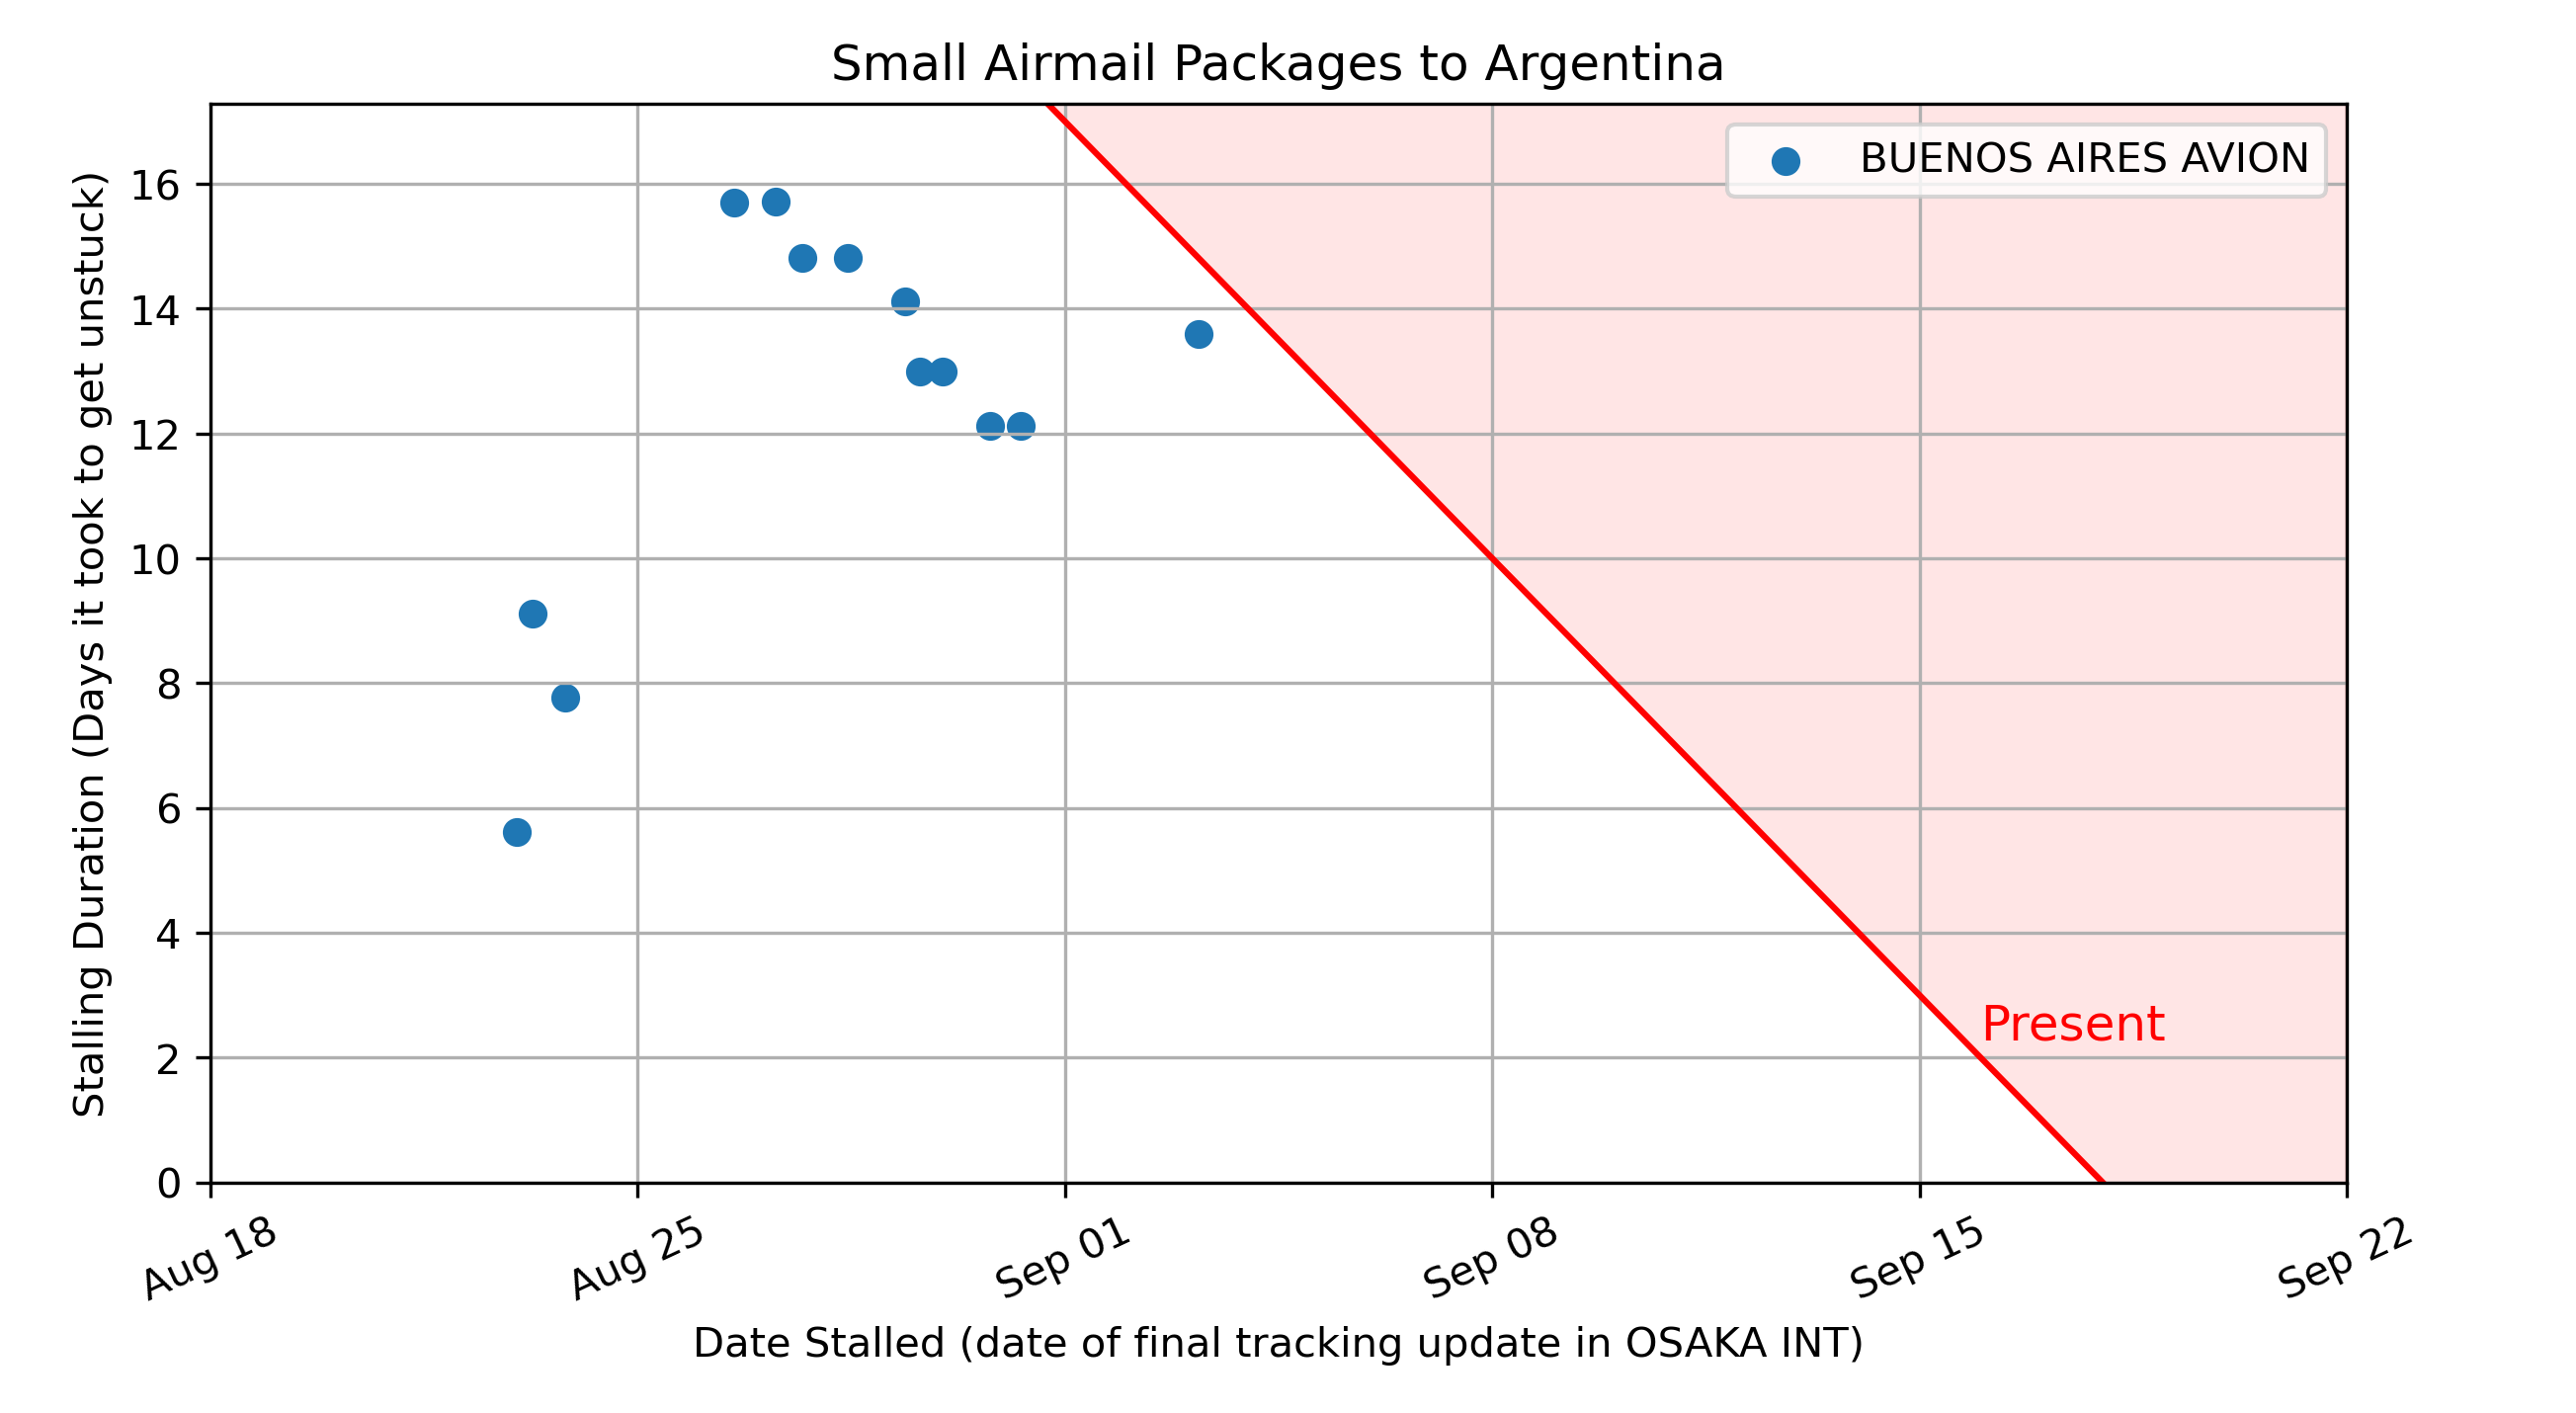 Small Airmail Packages to Argentina
BUENOS AIRES AVION
Stalling Duration (Days it took to get unstuck)
16
14
12
10
8
6
4
2
0
Present
Aug 18
Aug 25
Sep 01
Sep 08
Sep 15
Sep 22
Date Stalled (date of final tracking update in OSAKA INT)